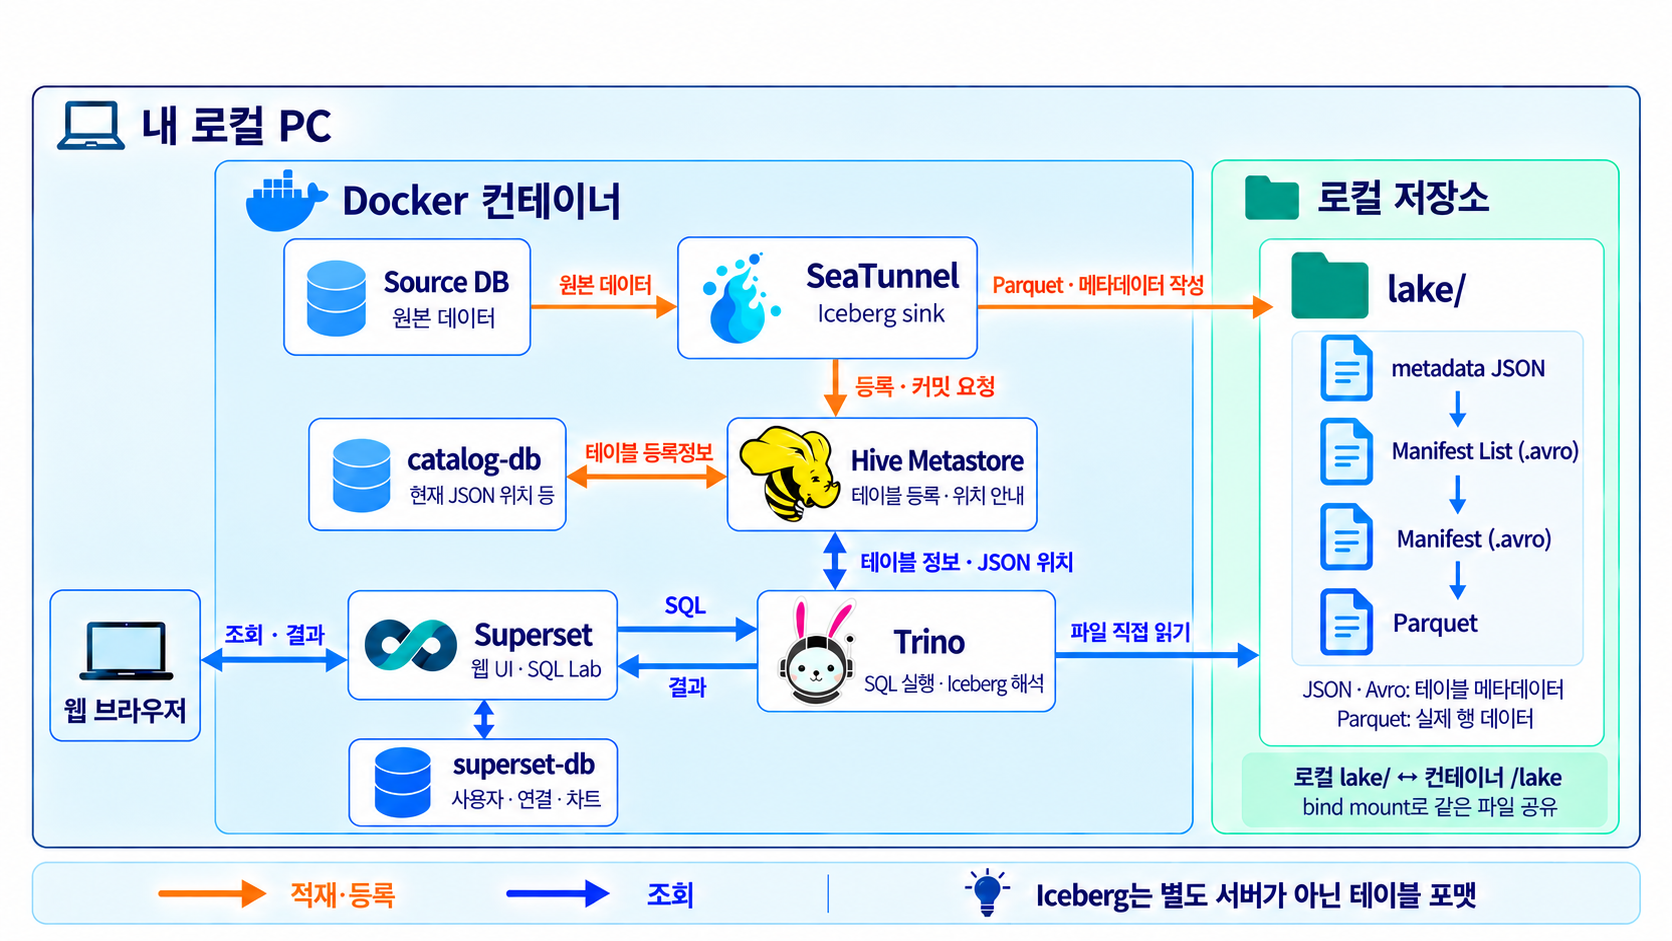 내 로컬 PC
Docker 컨테이너
로컬 저장소
Source DB
원본 데이터
원본 데이터
SeaTunnel
Iceberg sink
Parquet · 메타데이터 작성
lake/
metadata JSON
Manifest List (.avro)
Manifest (.avro)
Parquet
JSON · Avro: 테이블 메타데이터
Parquet: 실제 행 데이터
로컬 lake/ ↔ 컨테이너 /lake
bind mount로 같은 파일 공유
등록 · 커밋 요청
catalog-db
현재 JSON 위치 등
테이블 등록정보
Hive Metastore
테이블 등록 · 위치 안내
테이블 정보 · JSON 위치
웹 브라우저
조회 · 결과
Superset
웹 UI · SQL Lab
SQL
결과
Trino
SQL 실행 · Iceberg 해석
파일 직접 읽기
superset-db
사용자 · 연결 · 차트
적재·등록
조회
Iceberg는 별도 서버가 아닌 테이블 포맷